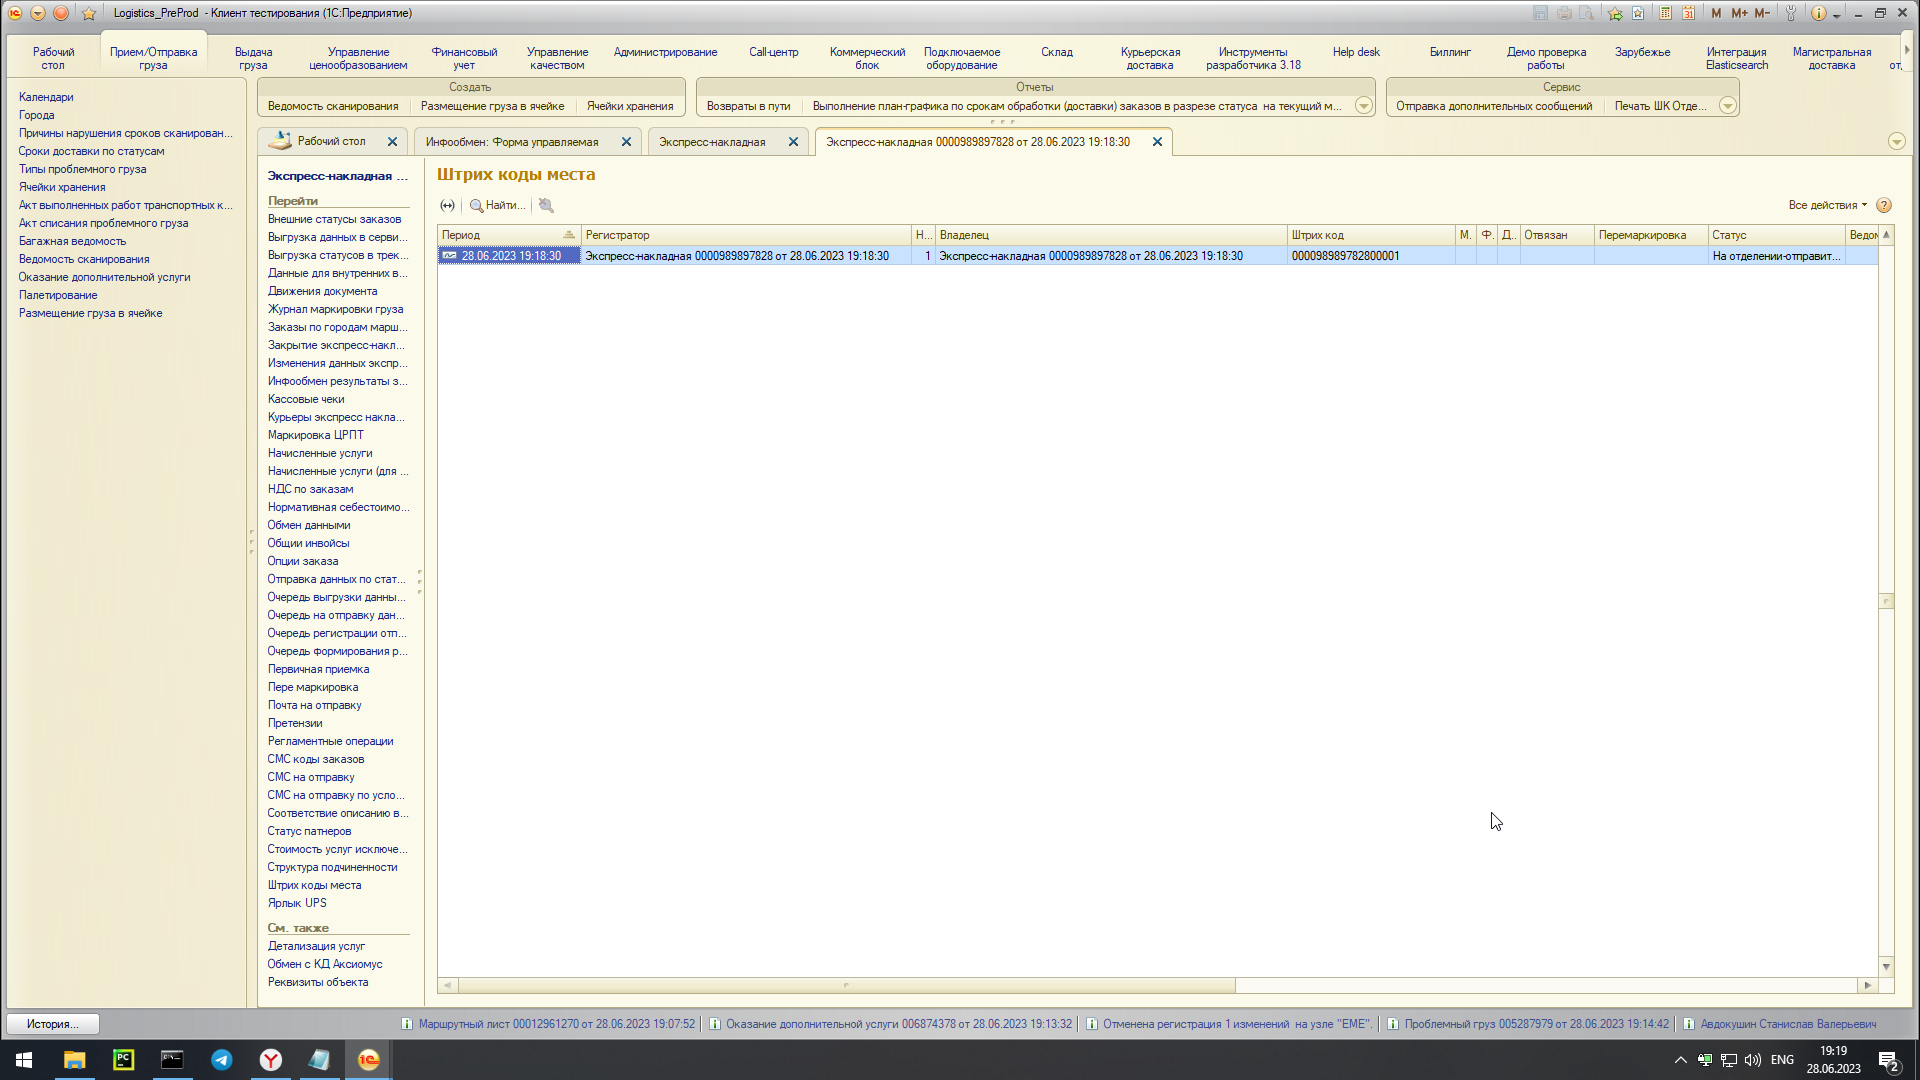 Logistics_PreProd - Клиент тестирования (1С:Предприятие)
M M+ M-
Рабочий стол
Прием/Отправка груза
Выдача груза
Управление ценообразованием
Финансовый учет
Управление качеством
Администрирование
Call-центр
Коммерческий блок
Подключаемое оборудование
Склад
Курьерская доставка
Инструменты разработчика 3.18
Help desk
Биллинг
Демо проверка работы
Зарубежье
Интеграция Elasticsearch
Магистральная доставка
Создать
Ведомость сканирования
Размещение груза в ячейке
Ячейки хранения
Отчеты
Возвраты в пути
Выполнение план-графика по срокам обработки (доставки) заказов в разрезе статуса на текущий м...
Сервис
Отправка дополнительных сообщений
Печать ШК Отде...
Календари
Города
Причины нарушения сроков сканирован...
Сроки доставки по статусам
Типы проблемного груза
Ячейки хранения
Акт выполненных работ транспортных к...
Акт списания проблемного груза
Багажная ведомость
Ведомость сканирования
Оказание дополнительной услуги
Палетирование
Размещение груза в ячейке
Рабочий стол
Инфообмен: Форма управляемая
Экспресс-накладная
Экспресс-накладная 0000989897828 от 28.06.2023 19:18:30
Экспресс-накладная ...
Перейти
Внешние статусы заказов
Выгрузка данных в серви...
Выгрузка статусов в трек...
Данные для внутренних в...
Движения документа
Журнал маркировки груза
Заказы по городам марш...
Закрытие экспресс-накл...
Изменения данных экспр...
Инфообмен результаты з...
Кассовые чеки
Курьеры экспресс накла...
Маркировка ЦРПТ
Начисленные услуги
Начисленные услуги (для ...
НДС по заказам
Нормативная себестоимо...
Обмен данными
Общии инвойсы
Опции заказа
Отправка данных по стат...
Очередь выгрузки данны...
Очередь на отправку дан...
Очередь регистрации отп...
Очередь формирования р...
Первичная приемка
Пере маркировка
Почта на отправку
Претензии
Регламентные операции
СМС коды заказов
СМС на отправку
СМС на отправку по усло...
Соответствие описанию в...
Статус патнеров
Стоимость услуг исключе...
Структура подчиненности
Штрих коды места
Ярлык UPS
См. также
Детализация услуг
Обмен с КД Аксиомус
Реквизиты объекта
Штрих коды места
Найти...
Все действия
Период Регистратор Н... Владелец Штрих код М. Ф. Д.. Отвязан Перемаркировка Статус
28.06.2023 19:18:30 Экспресс-накладная 0000989897828 от 28.06.2023 19:18:30 1 Экспресс-накладная 0000989897828 от 28.06.2023 19:18:30 000098989782800001 На отделении-отправит...
История...
Маршрутный лист 00012961270 от 28.06.2023 19:07:52
Оказание дополнительной услуги 006874378 от 28.06.2023 19:13:32
Отменена регистрация 1 изменений на узле "ЕМЕ".
Проблемный груз 005287979 от 28.06.2023 19:14:42
Авдокушин Станислав Валерьевич
ENG
19:19
28.06.2023
2